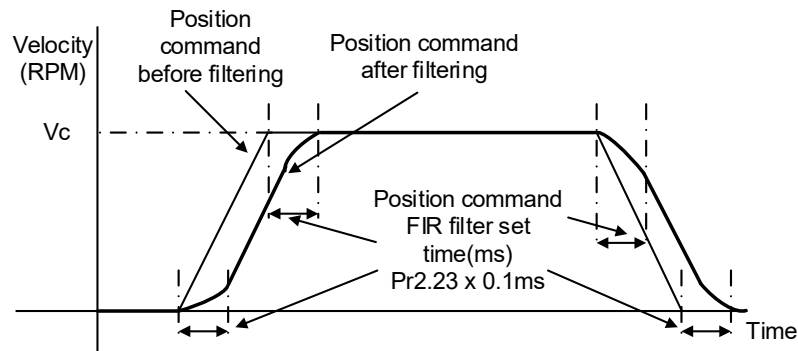 Position
command
before filtering
Position command
after filtering
Velocity
(RPM)
Vc
Position command
FIR filter set
time(ms)
Pr2.23 x 0.1ms
Time